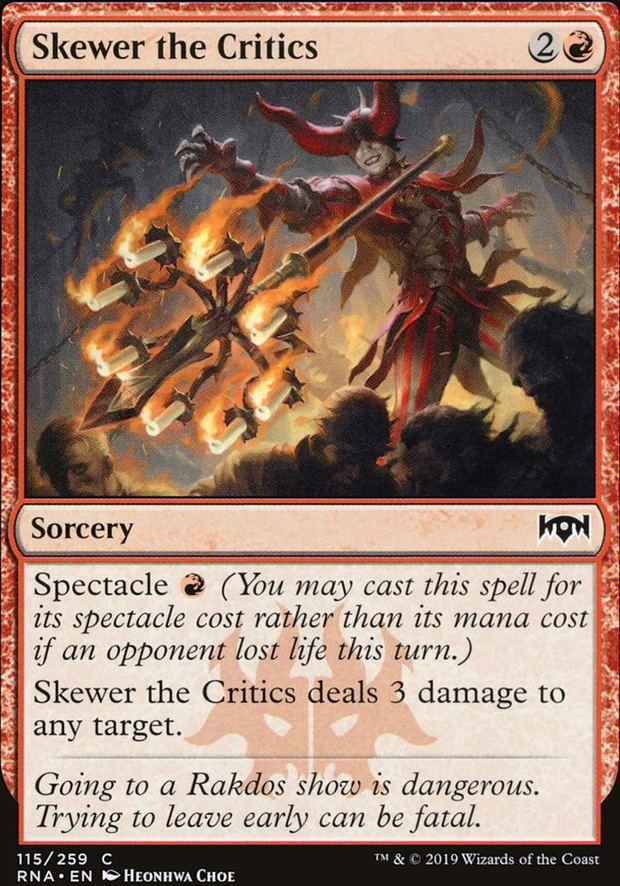 Skewer the Critics 2
Sorcery
Spectacle (You may cast this spell for
its spectacle cost rather than its mana cost
if an opponent lost life this turn.)
Skewer the Critics deals 3 damage to
any target.
Going to a Rakdos show is dangerous.
Trying to leave early can be fatal.
115/259 C
RNA • EN Heonhwa Choe
™ & © 2019 Wizards of the Coast